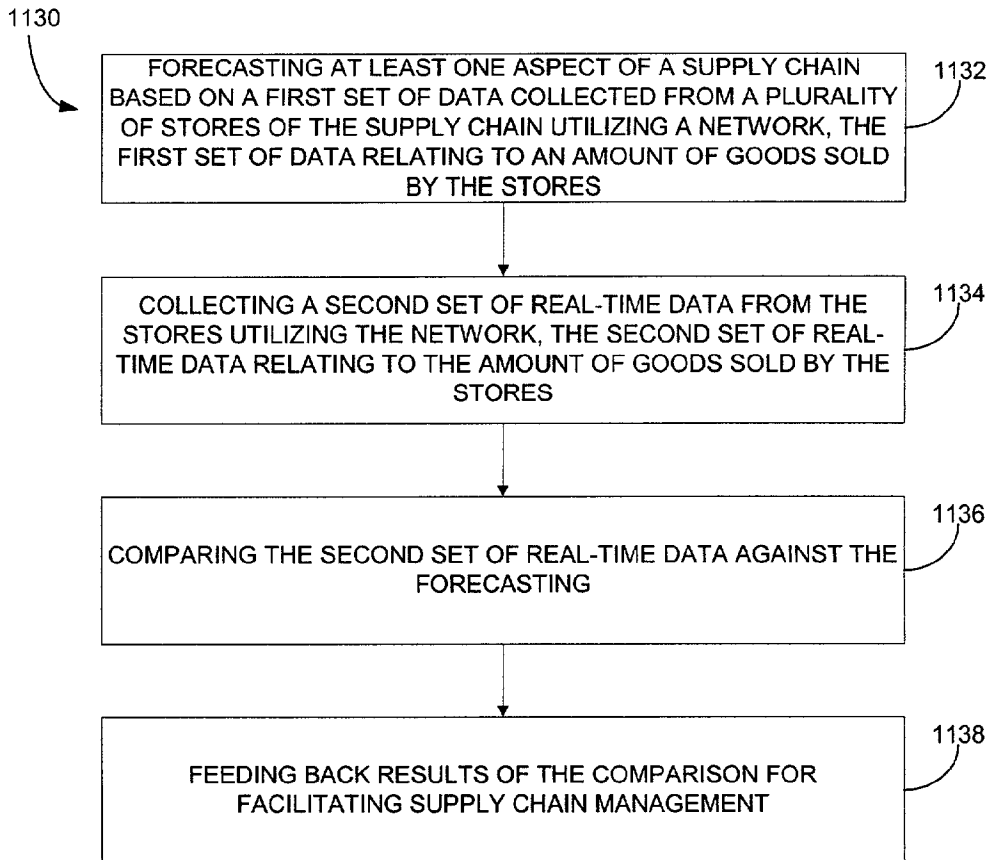 1130
FORECASTING AT LEAST ONE ASPECT OF A SUPPLY CHAIN
BASED ON A FIRST SET OF DATA COLLECTED FROM A PLURALITY
OF STORES OF THE SUPPLY CHAIN UTILIZING A NETWORK, THE
FIRST SET OF DATA RELATING TO AN AMOUNT OF GOODS SOLD
BY THE STORES
1132
COLLECTING A SECOND SET OF REAL-TIME DATA FROM THE
STORES UTILIZING THE NETWORK, THE SECOND SET OF REAL-
TIME DATA RELATING TO THE AMOUNT OF GOODS SOLD BY THE
STORES
1134
COMPARING THE SECOND SET OF REAL-TIME DATA AGAINST THE
FORECASTING
1136
FEEDING BACK RESULTS OF THE COMPARISON FOR
FACILITATING SUPPLY CHAIN MANAGEMENT
1138